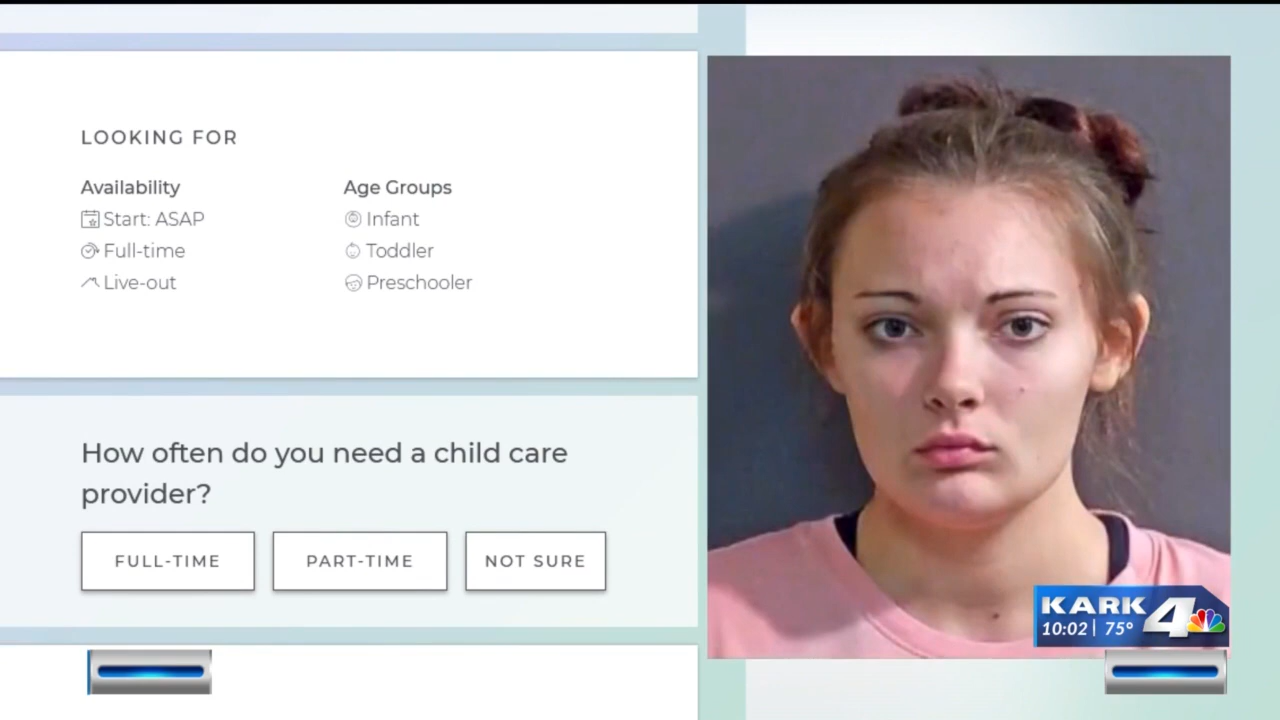 LOOKING FOR
Availability
Age Groups
Start: ASAP
Infant
Full-time
Toddler
Live-out
Preschooler
How often do you need a child care
provider?
FULL-TIME
PART-TIME
NOT SURE
KARK 4
10:02 | 75°